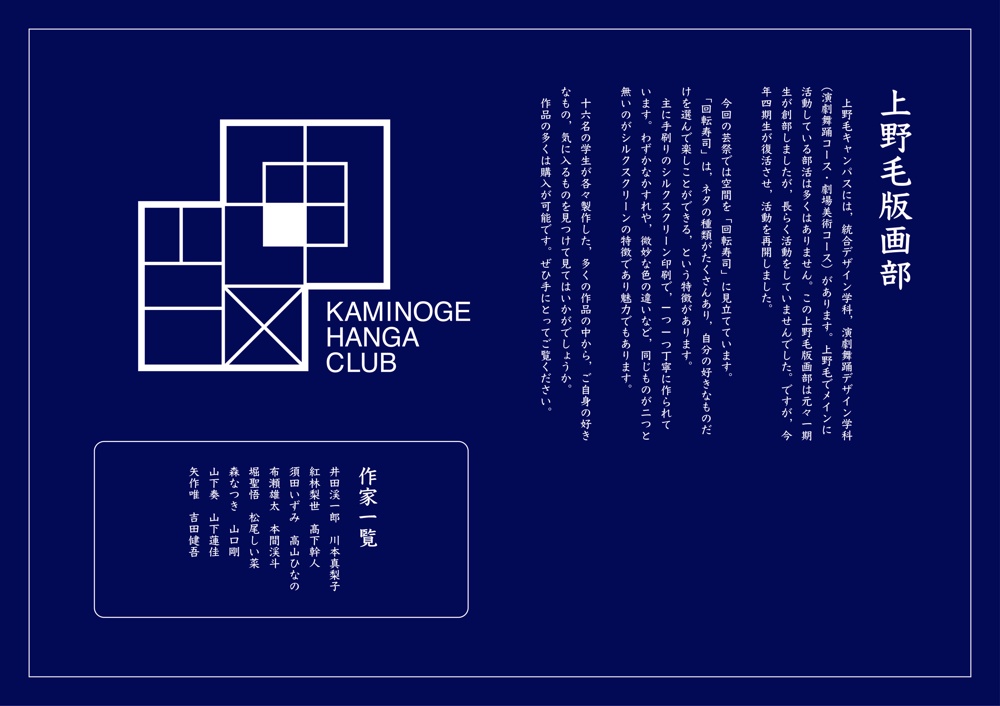 上野毛版画部
上野毛キャンパスには、統合デザイン学科、演劇舞踊デザイン学科
（演劇舞踊コース・劇場美術コース）があります。上野毛でメインに
活動している部活は多くはありません。この上野毛版画部は元々一期
生が創部しましたが、長らく活動をしていませんでした。ですが、今
年四期生が復活させ、活動を再開しました。
今回の芸祭では空間を「回転寿司」に見立てています。
「回転寿司」は、ネタの種類がたくさんあり、自分の好きなものだ
けを選んで楽しことができる、という特徴があります。
主に手刷りのシルクスクリーン印刷で、一つ一つ丁寧に作られて
います。わずかなかすれや、微妙な色の違いなど、同じものが二つと
無いのがシルクスクリーンの特徴であり魅力でもあります。
十六名の学生が各々製作した、多くの作品の中から、ご自身の好き
なもの、気に入るものを見つけて見てはいかがでしょうか。
作品の多くは購入が可能です。ぜひ手にとってご覧ください。
KAMINOGE
HANGA
CLUB
作家一覧
井田渓一郎　川本真梨子
紅林梨世　高下幹人
須田いずみ　高山ひなの
布瀬雄太　本間渓斗
堀聖悟　松尾しい菜
森なつき　山口剛
山下奏　山下蓮佳
矢作唯　吉田健吾